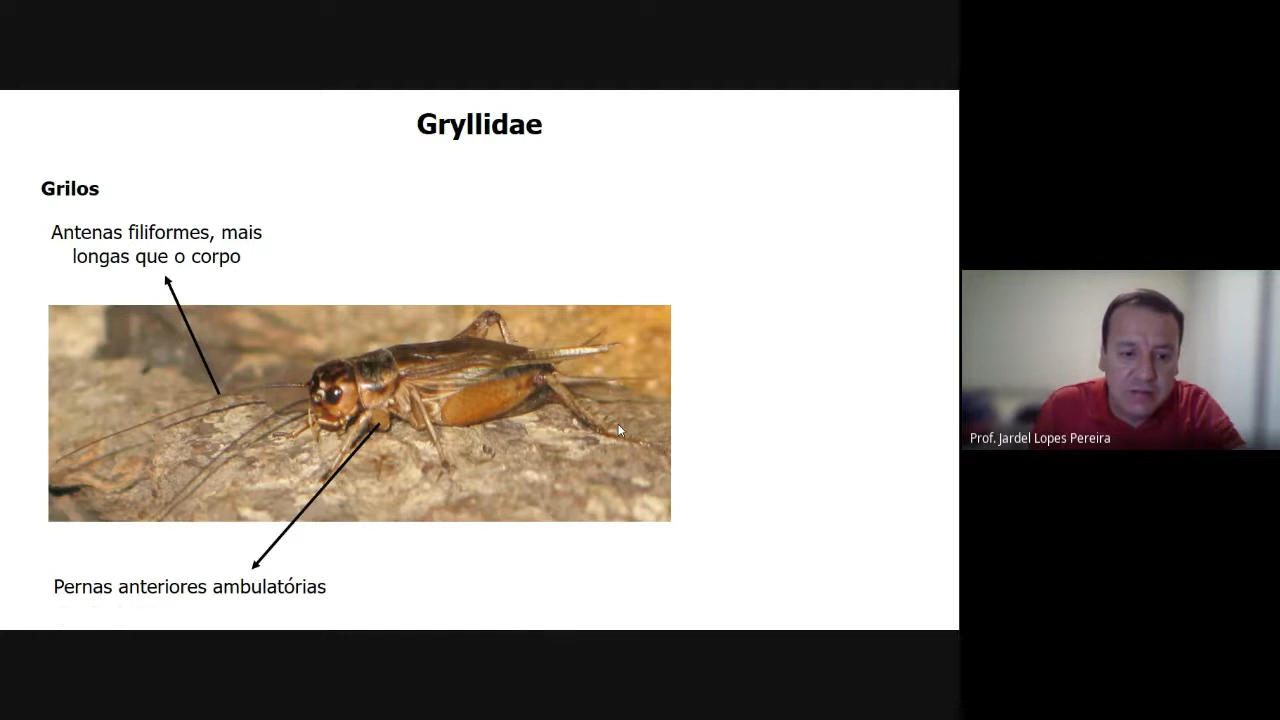 Gryllidae
Grilos
Antenas filiformes, mais
longas que o corpo
Pernas anteriores ambulatórias
Prof. Jardel Lopes Pereira